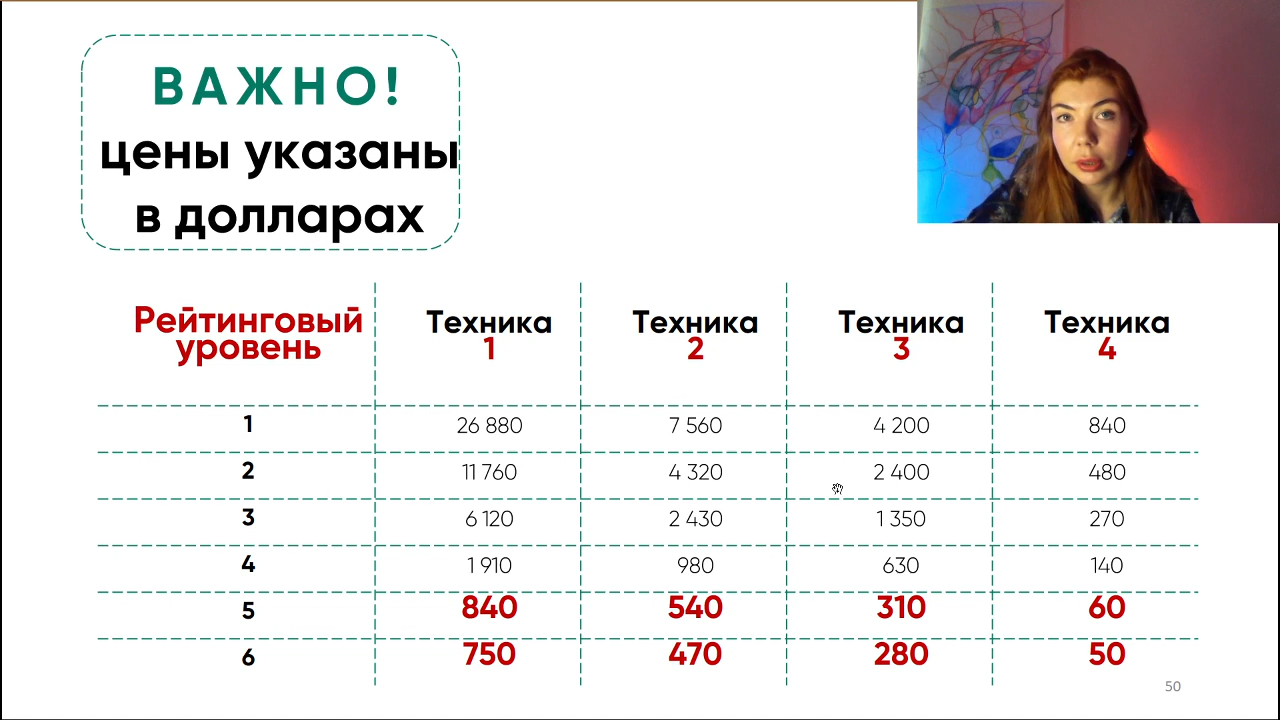 ВАЖНО!
цены указаны
в долларах
Рейтинговый уровень Техника 1 Техника 2 Техника 3 Техника 4
1 26 880 7 560 4 200 840
2 11 760 4 320 2 400 480
3 6 120 2 430 1 350 270
4 1 910 980 630 140
5 840 540 310 60
6 750 470 280 50
50